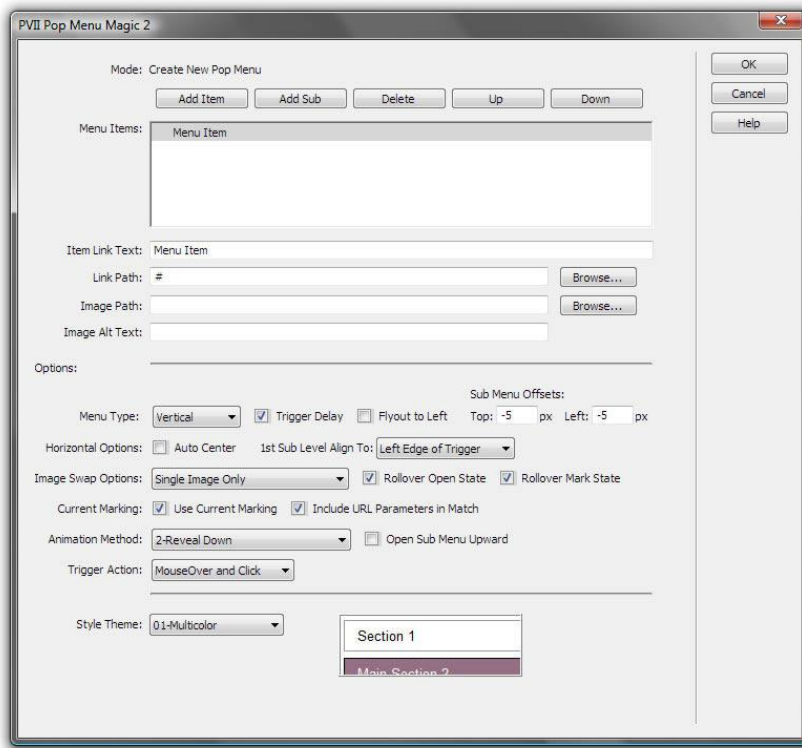 PVII Pop Menu Magic 2
Mode: Create New Pop Menu
OK
Add Item Add Sub Delete Up Down
Cancel
Menu Items: Menu Item
Help
Item Link Text: Menu Item
Link Path: # Browse...
Image Path: Browse...
Image Alt Text:
Options:
Sub Menu Offsets:
Menu Type: Vertical Trigger Delay Flyout to Left Top: -5 px Left: -5 px
Horizontal Options: Auto Center 1st Sub Level Align To: Left Edge of Trigger
Image Swap Options: Single Image Only Rollover Open State Rollover Mark State
Current Marking: Use Current Marking Include URL Parameters in Match
Animation Method: 2-Reveal Down Open Sub Menu Upward
Trigger Action: MouseOver and Click
Style Theme: 01-Multicolor
Section 1
Main Section 2